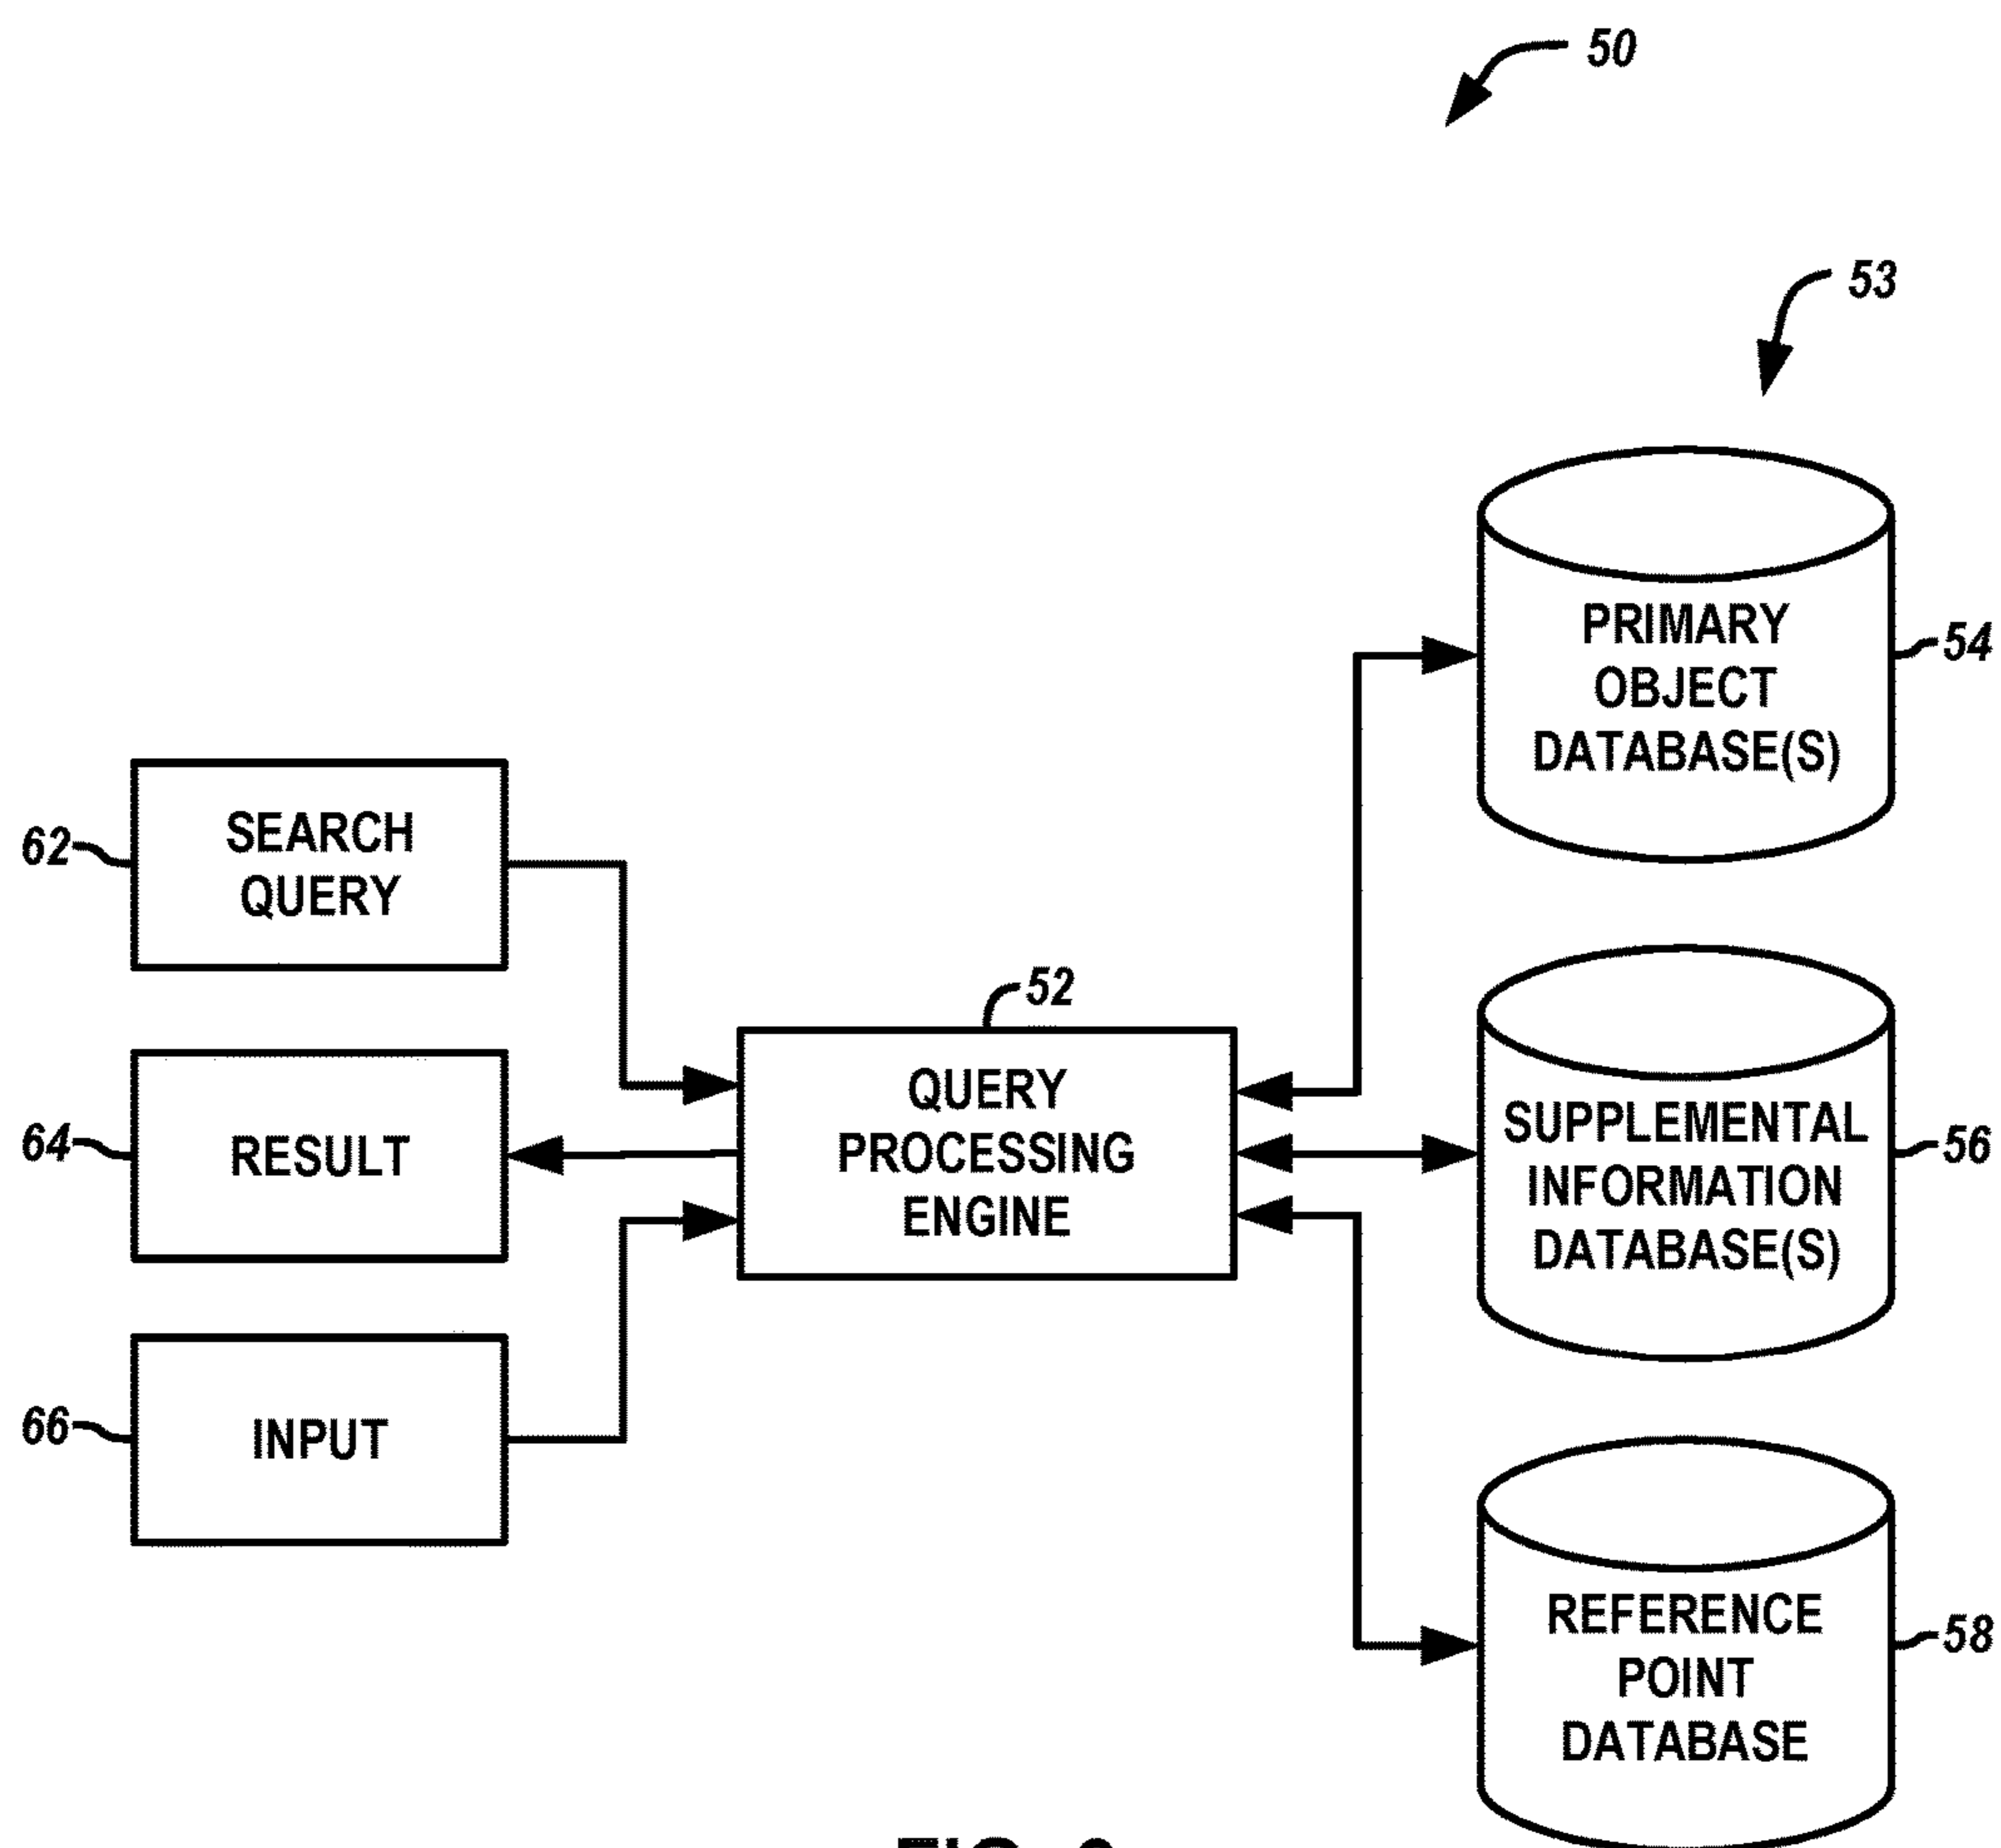 50
53
PRIMARY
OBJECT
DATABASE(S)
54
SEARCH
QUERY
62
52
QUERY
PROCESSING
ENGINE
SUPPLEMENTAL
INFORMATION
DATABASE(S)
56
RESULT
64
INPUT
66
REFERENCE
POINT
DATABASE
58
FIG.